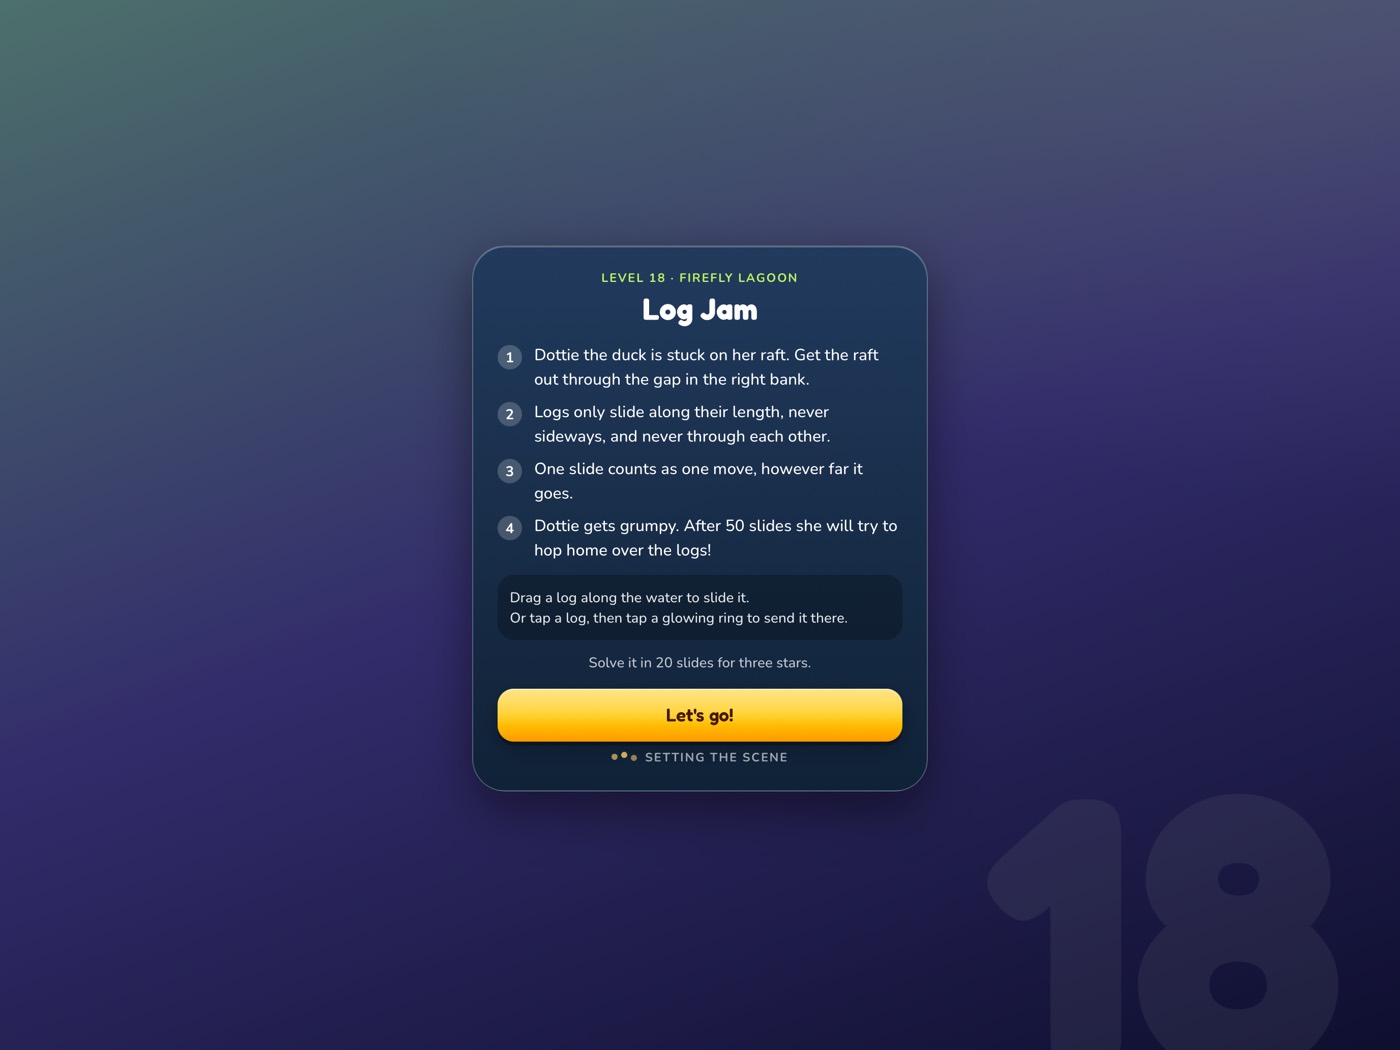 LEVEL 18 · FIREFLY LAGOON
Log Jam
1 Dottie the duck is stuck on her raft. Get the raft
out through the gap in the right bank.
2 Logs only slide along their length, never
sideways, and never through each other.
3 One slide counts as one move, however far it
goes.
4 Dottie gets grumpy. After 50 slides she will try to
hop home over the logs!
Drag a log along the water to slide it.
Or tap a log, then tap a glowing ring to send it there.
Solve it in 20 slides for three stars.
Let's go!
SETTING THE SCENE
18